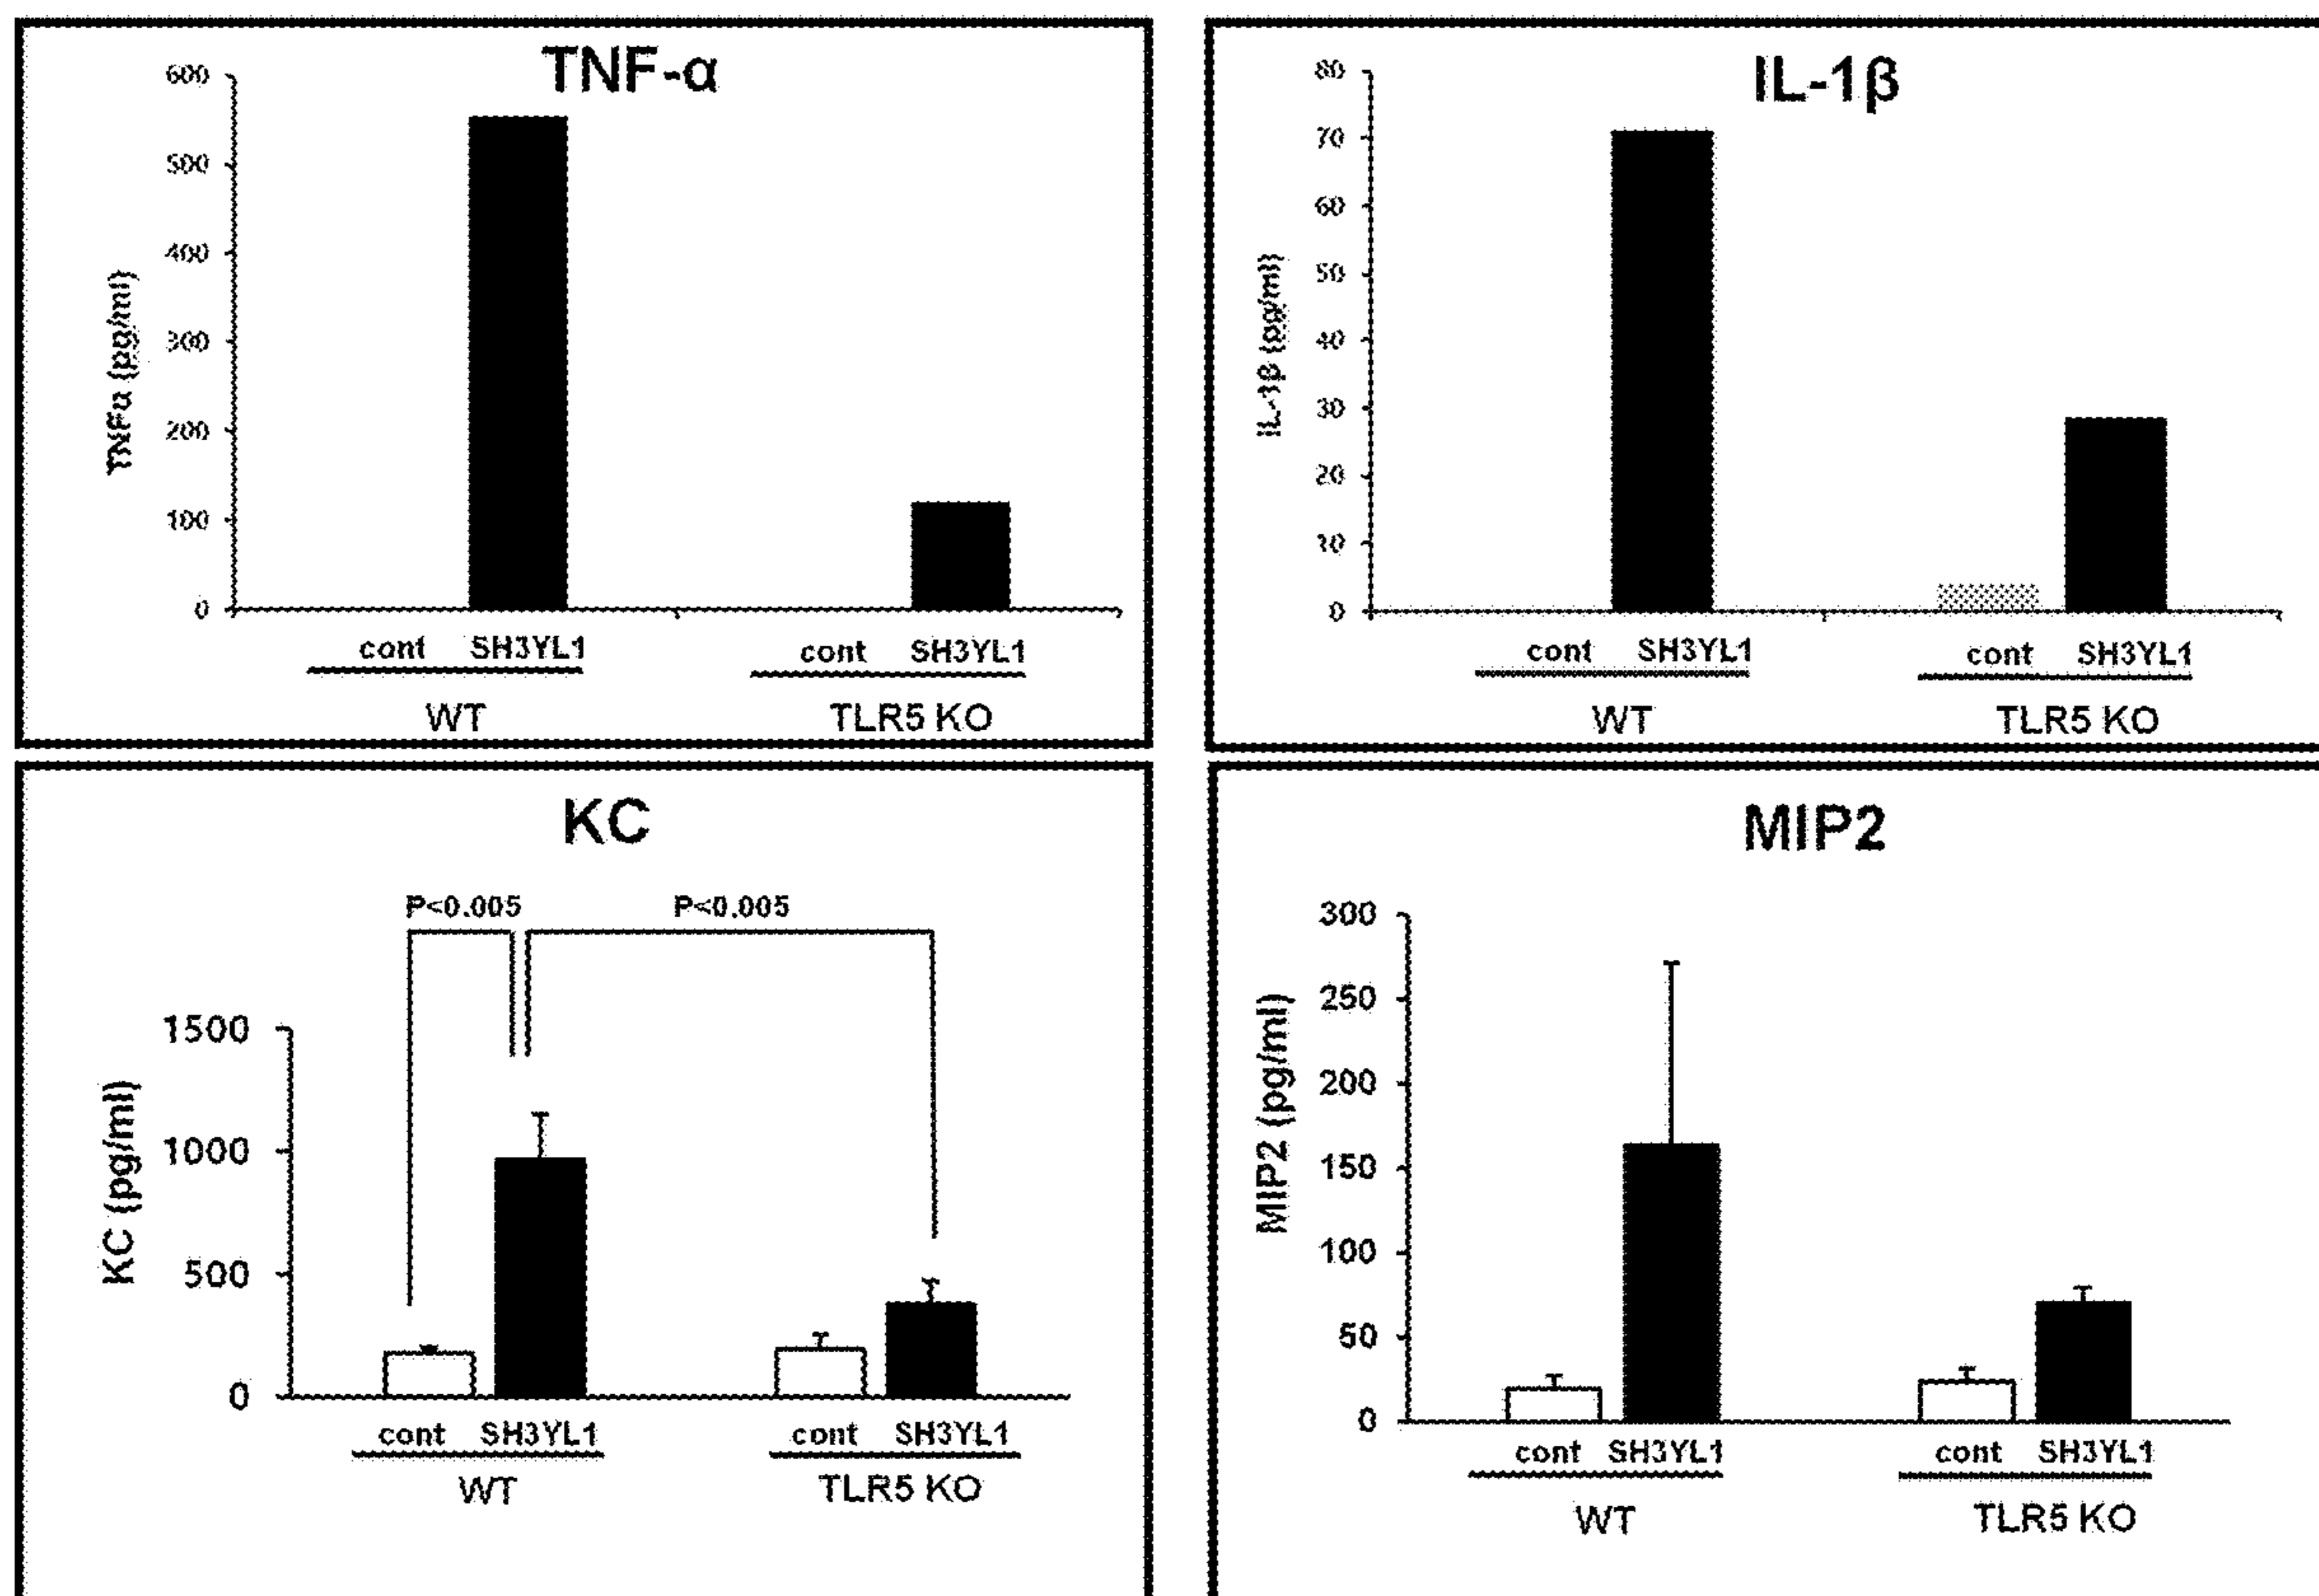 TNF-α
600
500
400
300
200
100
0
TNFα (pg/ml)
cont SH3YL1
cont SH3YL1
WT
TLR5 KO
IL-1β
80
70
60
50
40
30
20
10
0
IL-1β (pg/ml)
cont SH3YL1
cont SH3YL1
WT
TLR5 KO
KC
P<0.005
P<0.005
1500
1000
500
0
KC (pg/ml)
cont SH3YL1
cont SH3YL1
WT
TLR5 KO
MIP2
300
250
200
150
100
50
0
MIP2 (pg/ml)
cont SH3YL1
cont SH3YL1
WT
TLR5 KO